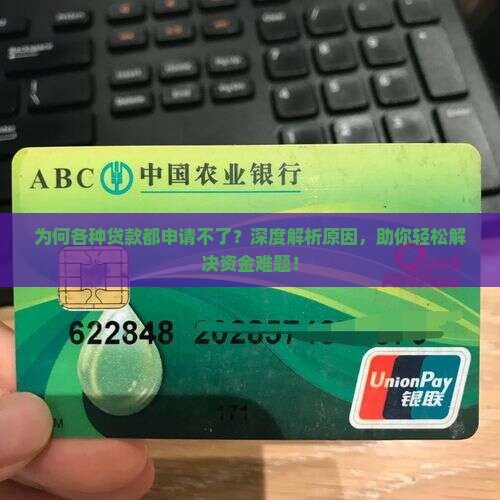 ABC 中国农业银行
为何各种贷款都申请不了？深度解析原因，助你轻松解
决资金难题！
622848
UnionPay
银联
171